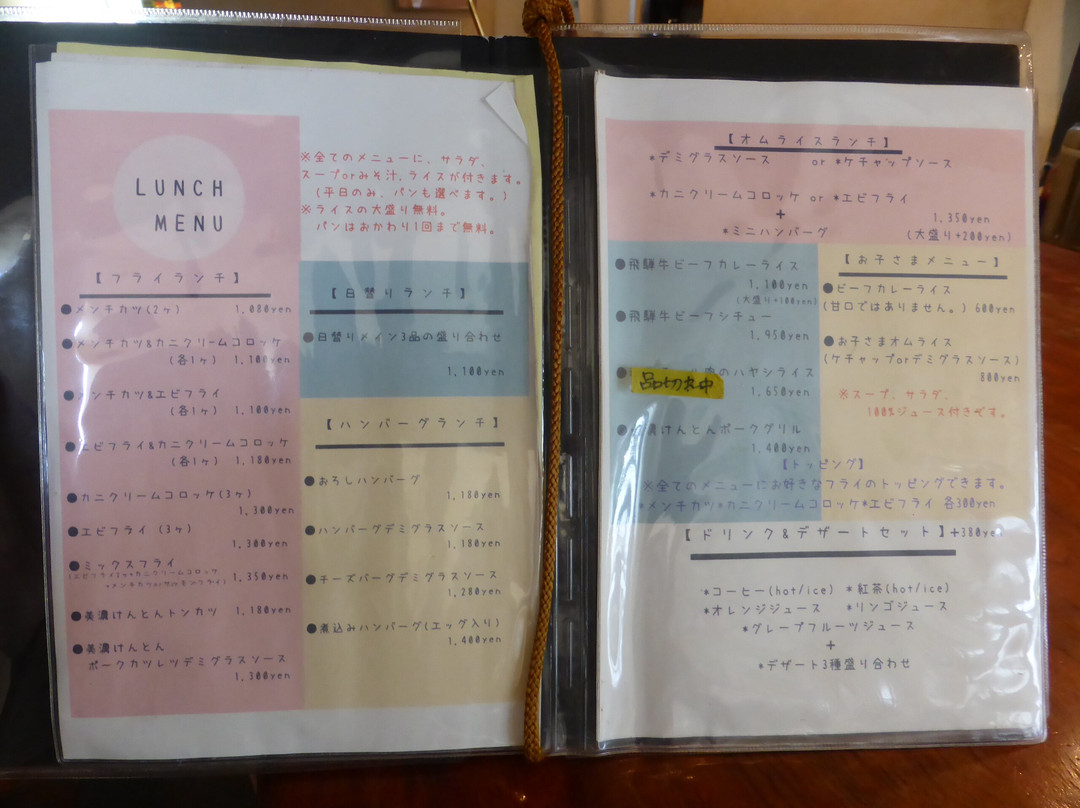 LUNCH
MENU
【フライランチ】
●メンチカツ(2ヶ) 1,080yen
●メンチカツ&カニクリームコロッケ
(各1ヶ) 1,100yen
●メンチカツ&エビフライ
(各1ヶ) 1,100yen
●エビフライ&カニクリームコロッケ
(各1ヶ) 1,180yen
●カニクリームコロッケ(3ヶ)
1,300yen
●エビフライ (3ヶ)
1,300yen
●ミックスフライ
1,350yen
●美濃けんとんトンカツ 1,180yen
●美濃けんとん
ポークカツレツデミグラスソース
1,300yen
※全てのメニューに、サラダ、
スープorみそ汁、ライスが付きます。
(平日のみ、パンも選べます。)
※ライスの大盛り無料。
パンはおかわり1回まで無料。
【日替りランチ】
●日替りメイン3品の盛り合わせ
1,100yen
【ハンバーグランチ】
●おろしハンバーグ
1,180yen
●ハンバーグデミグラスソース
1,180yen
●チーズバーグデミグラスソース
1,280yen
●煮込みハンバーグ(エッグ入り)
1,400yen
【オムライスランチ】
*デミグラスソース or *ケチャップソース
*カニクリームコロッケ or *エビフライ
+
*ミニハンバーグ
1,350yen
(大盛り+200yen)
●飛騨牛ビーフカレーライス
1,100yen
(大盛り+100yen)
●飛騨牛ビーフシチュー
1,950yen
のハヤシライス
品切れ中
1,650yen
けんとんポークグリル
1,400yen
【お子さまメニュー】
●ビーフカレーライス
(甘口ではありません。) 600yen
●お子さまオムライス
(ケチャップorデミグラスソース)
800yen
※スープ、サラダ、
100%ジュース付きです。
【トッピング】
※全てのメニューにお好きなフライのトッピングできます。
*メンチカツ*カニクリームコロッケ*エビフライ 各300yen
【ドリンク&デザートセット】+380yen
*コーヒー(hot/ice) *紅茶(hot/ice)
*オレンジジュース *リンゴジュース
*グレープフルーツジュース
+
*デザート3種盛り合わせ